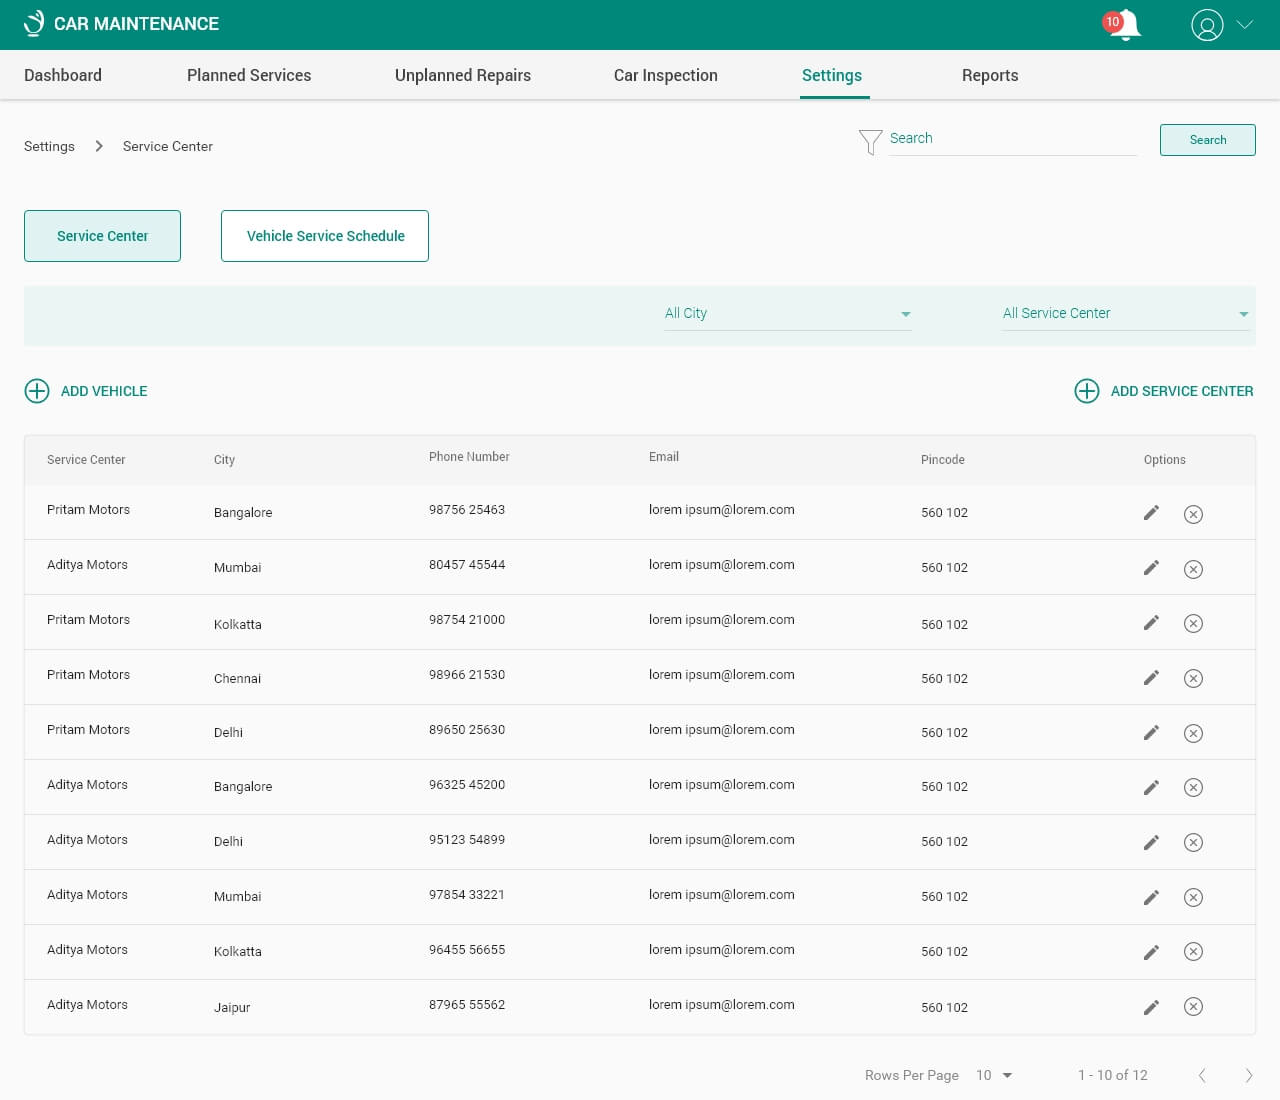 CAR MAINTENANCE 10
Dashboard Planned Services Unplanned Repairs Car Inspection Settings Reports
Settings Service Center Search Search
Service Center Vehicle Service Schedule
All City All Service Center
ADD VEHICLE ADD SERVICE CENTER
Service Center City Phone Number Email Pincode Options
Pritam Motors Bangalore 98756 25463 lorem ipsum@lorem.com 560 102
Aditya Motors Mumbai 80457 45544 lorem ipsum@lorem.com 560 102
Pritam Motors Kolkatta 98754 21000 lorem ipsum@lorem.com 560 102
Pritam Motors Chennai 98966 21530 lorem ipsum@lorem.com 560 102
Pritam Motors Delhi 89650 25630 lorem ipsum@lorem.com 560 102
Aditya Motors Bangalore 96325 45200 lorem ipsum@lorem.com 560 102
Aditya Motors Delhi 95123 54899 lorem ipsum@lorem.com 560 102
Aditya Motors Mumbai 97854 33221 lorem ipsum@lorem.com 560 102
Aditya Motors Kolkatta 96455 56655 lorem ipsum@lorem.com 560 102
Aditya Motors Jaipur 87965 55562 lorem ipsum@lorem.com 560 102
Rows Per Page 10 1 - 10 of 12